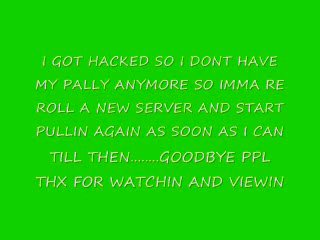 I GOT HACKED SO I DONT HAVE
MY PALLY ANYMORE SO IMMA RE
ROLL A NEW SERVER AND START
PULLIN AGAIN AS SOON AS I CAN
TILL THEN........GOODBYE PPL
THX FOR WATCHIN AND VIEWIN